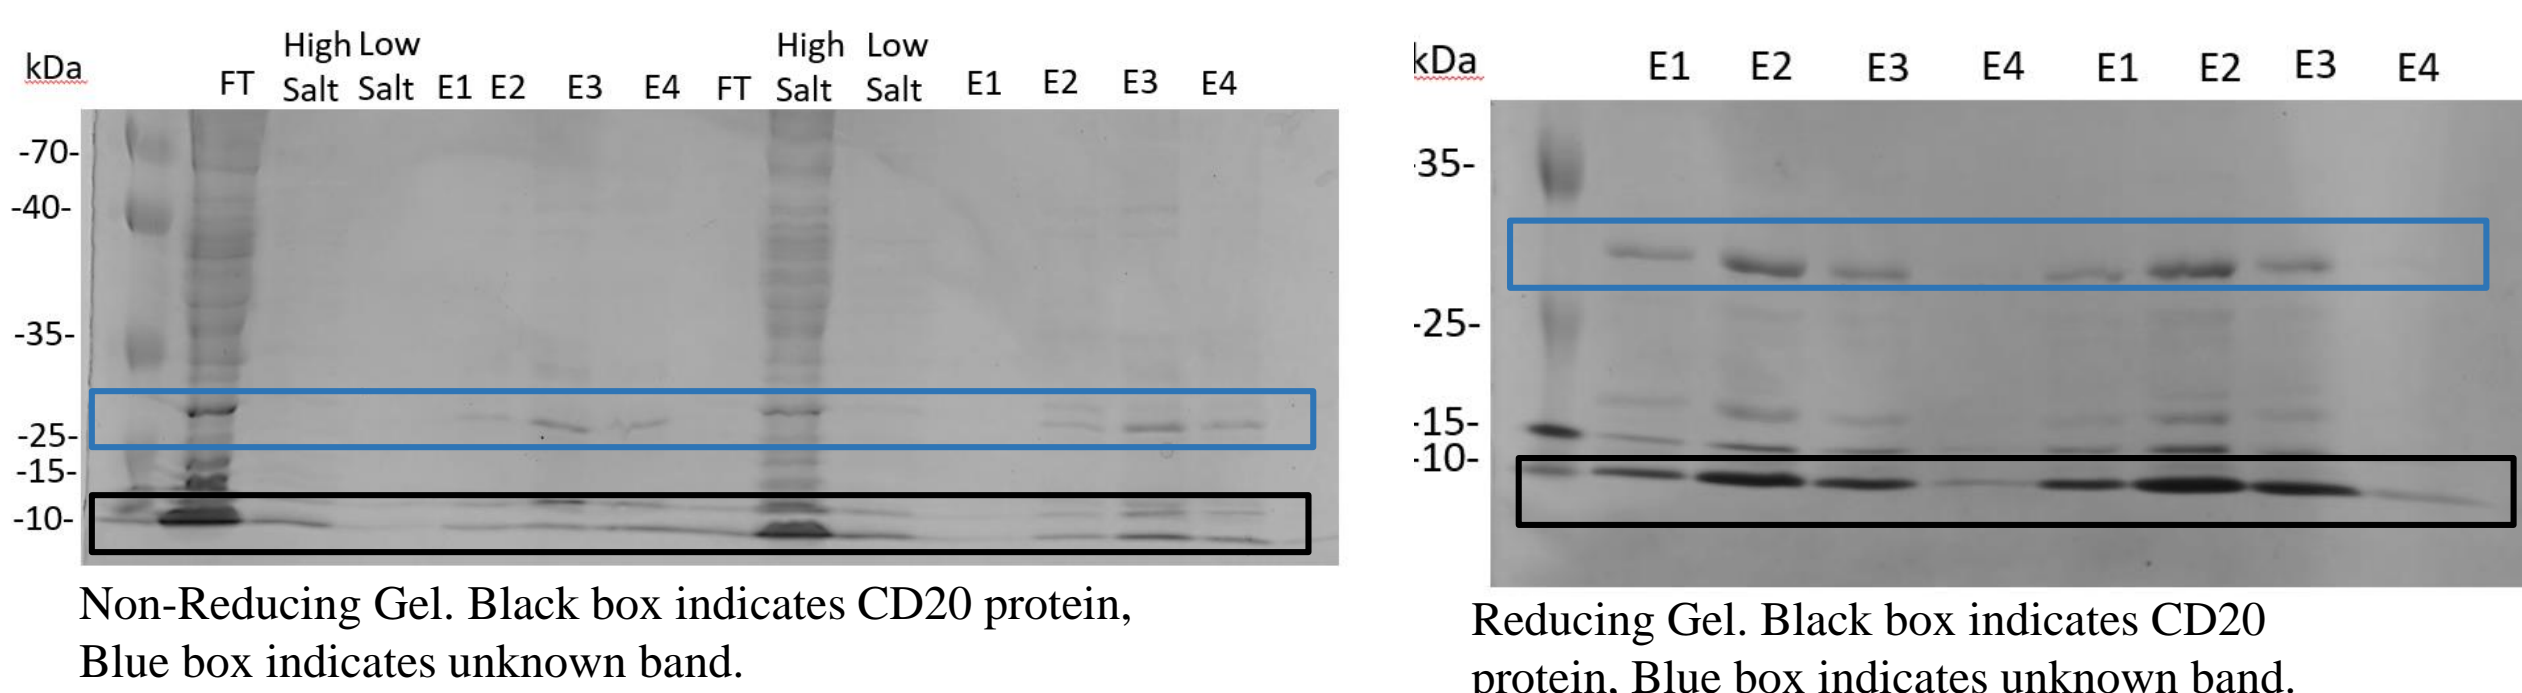 High Low High Low
kDa FT Salt Salt E1 E2 E3 E4 FT Salt Salt E1 E2 E3 E4
-70-
-40-
-35-
-25-
-15-
-10-
Non-Reducing Gel. Black box indicates CD20 protein,
Blue box indicates unknown band.
kDa E1 E2 E3 E4 E1 E2 E3 E4
-35-
-25-
-15-
-10-
Reducing Gel. Black box indicates CD20
protein, Blue box indicates unknown band.